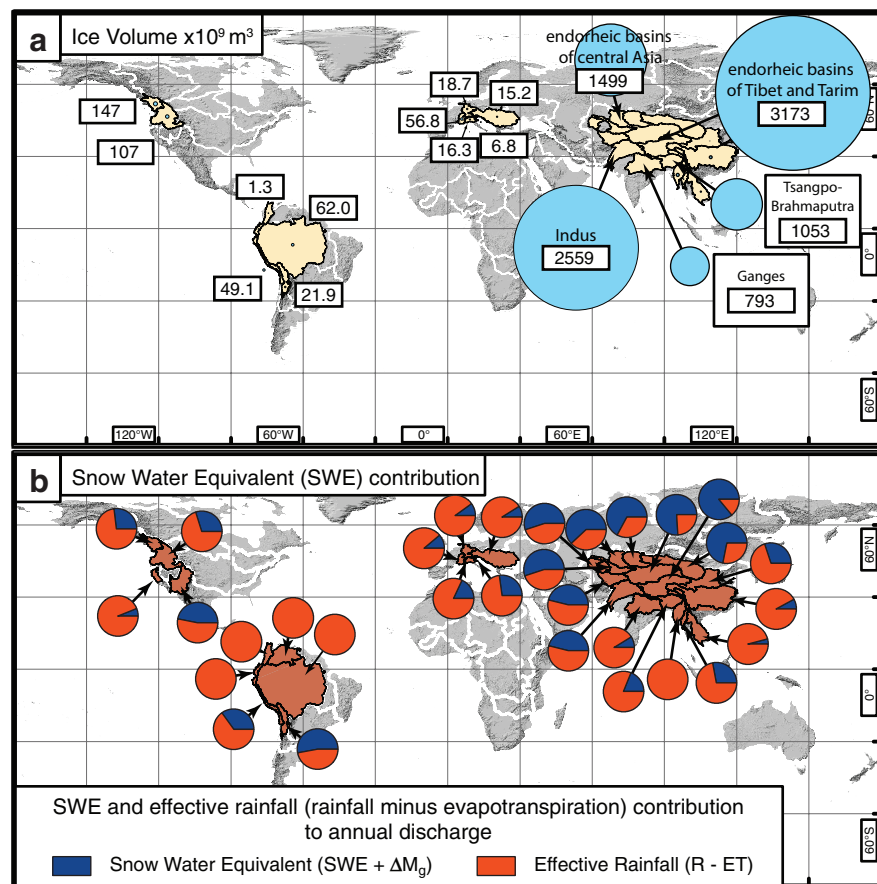 a
Ice Volume x10⁹ m³
endorheic basins
of central Asia
1499
endorheic basins
of Tibet and Tarim
3173
147
107
18.7
15.2
56.8
16.3
6.8
1.3
62.0
49.1
21.9
Indus
2559
Tsangpo-
Brahmaputra
1053
Ganges
793
60°N
0°
60°S
120°W
60°W
0°
60°E
120°E
b
Snow Water Equivalent (SWE) contribution
60°N
0°
60°S
SWE and effective rainfall (rainfall minus evapotranspiration) contribution
to annual discharge
Snow Water Equivalent (SWE + ΔMg)
Effective Rainfall (R - ET)